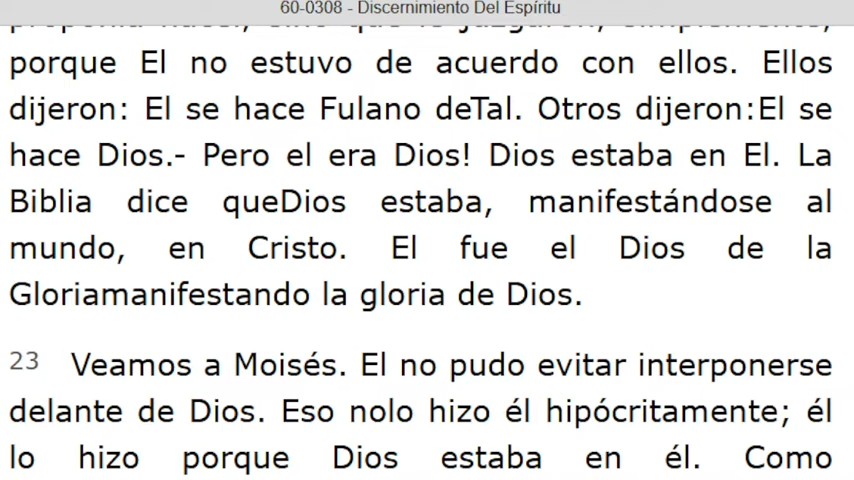 60-0308 - Discernimiento Del Espíritu
porque El no estuvo de acuerdo con ellos. Ellos
dijeron: El se hace Fulano deTal. Otros dijeron:El se
hace Dios.- Pero el era Dios! Dios estaba en El. La
Biblia dice queDios estaba, manifestándose al
mundo, en Cristo. El fue el Dios de la
Gloriamanifestando la gloria de Dios.
23 Veamos a Moisés. El no pudo evitar interponerse
delante de Dios. Eso nolo hizo él hipócritamente; él
lo hizo porque Dios estaba en él. Como